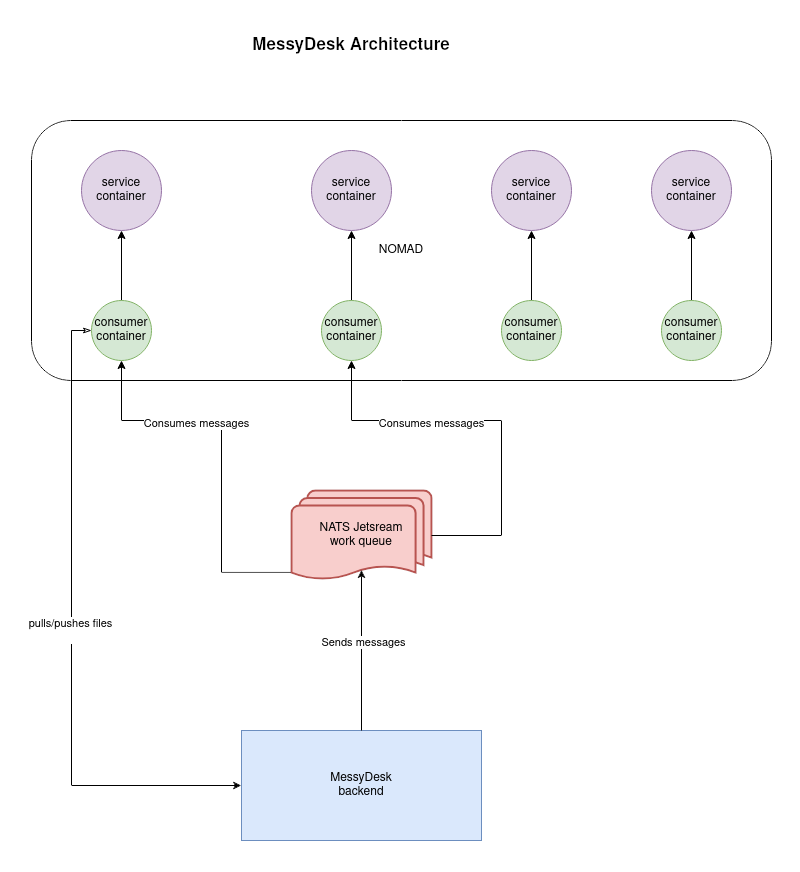 MessyDesk Architecture
service
container
service
container
service
container
service
container
NOMAD
consumer
container
consumer
container
consumer
container
consumer
container
Consumes messages
Consumes messages
NATS Jetsream
work queue
pulls/pushes files
Sends messages
MessyDesk
backend